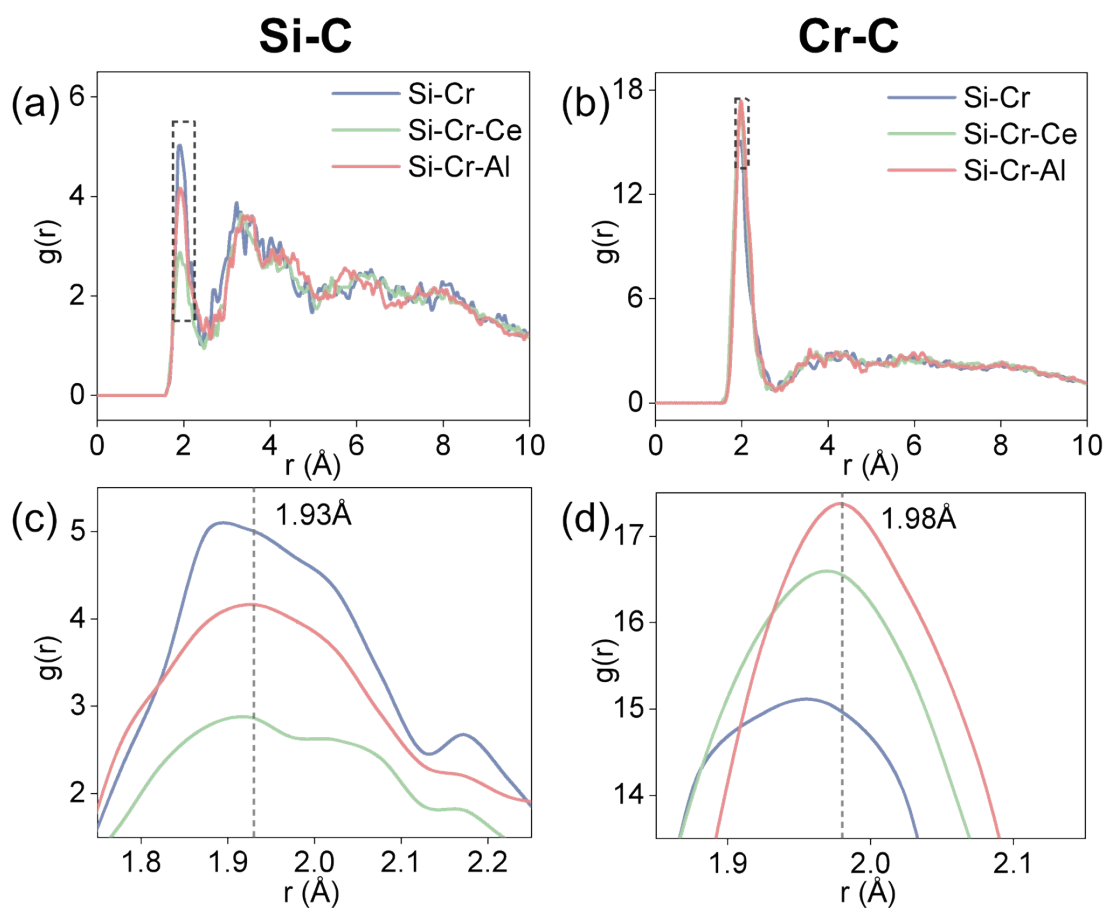 Si-C
Cr-C
(a)
6
4
2
0
g(r)
Si-Cr
Si-Cr-Ce
Si-Cr-Al
0 2 4 6 8 10
r (Å)
(b)
18
12
6
0
g(r)
Si-Cr
Si-Cr-Ce
Si-Cr-Al
0 2 4 6 8 10
r (Å)
(c)
5
4
3
2
g(r)
1.93Å
1.8 1.9 2.0 2.1 2.2
r (Å)
(d)
17
16
15
14
g(r)
1.98Å
1.9 2.0 2.1
r (Å)